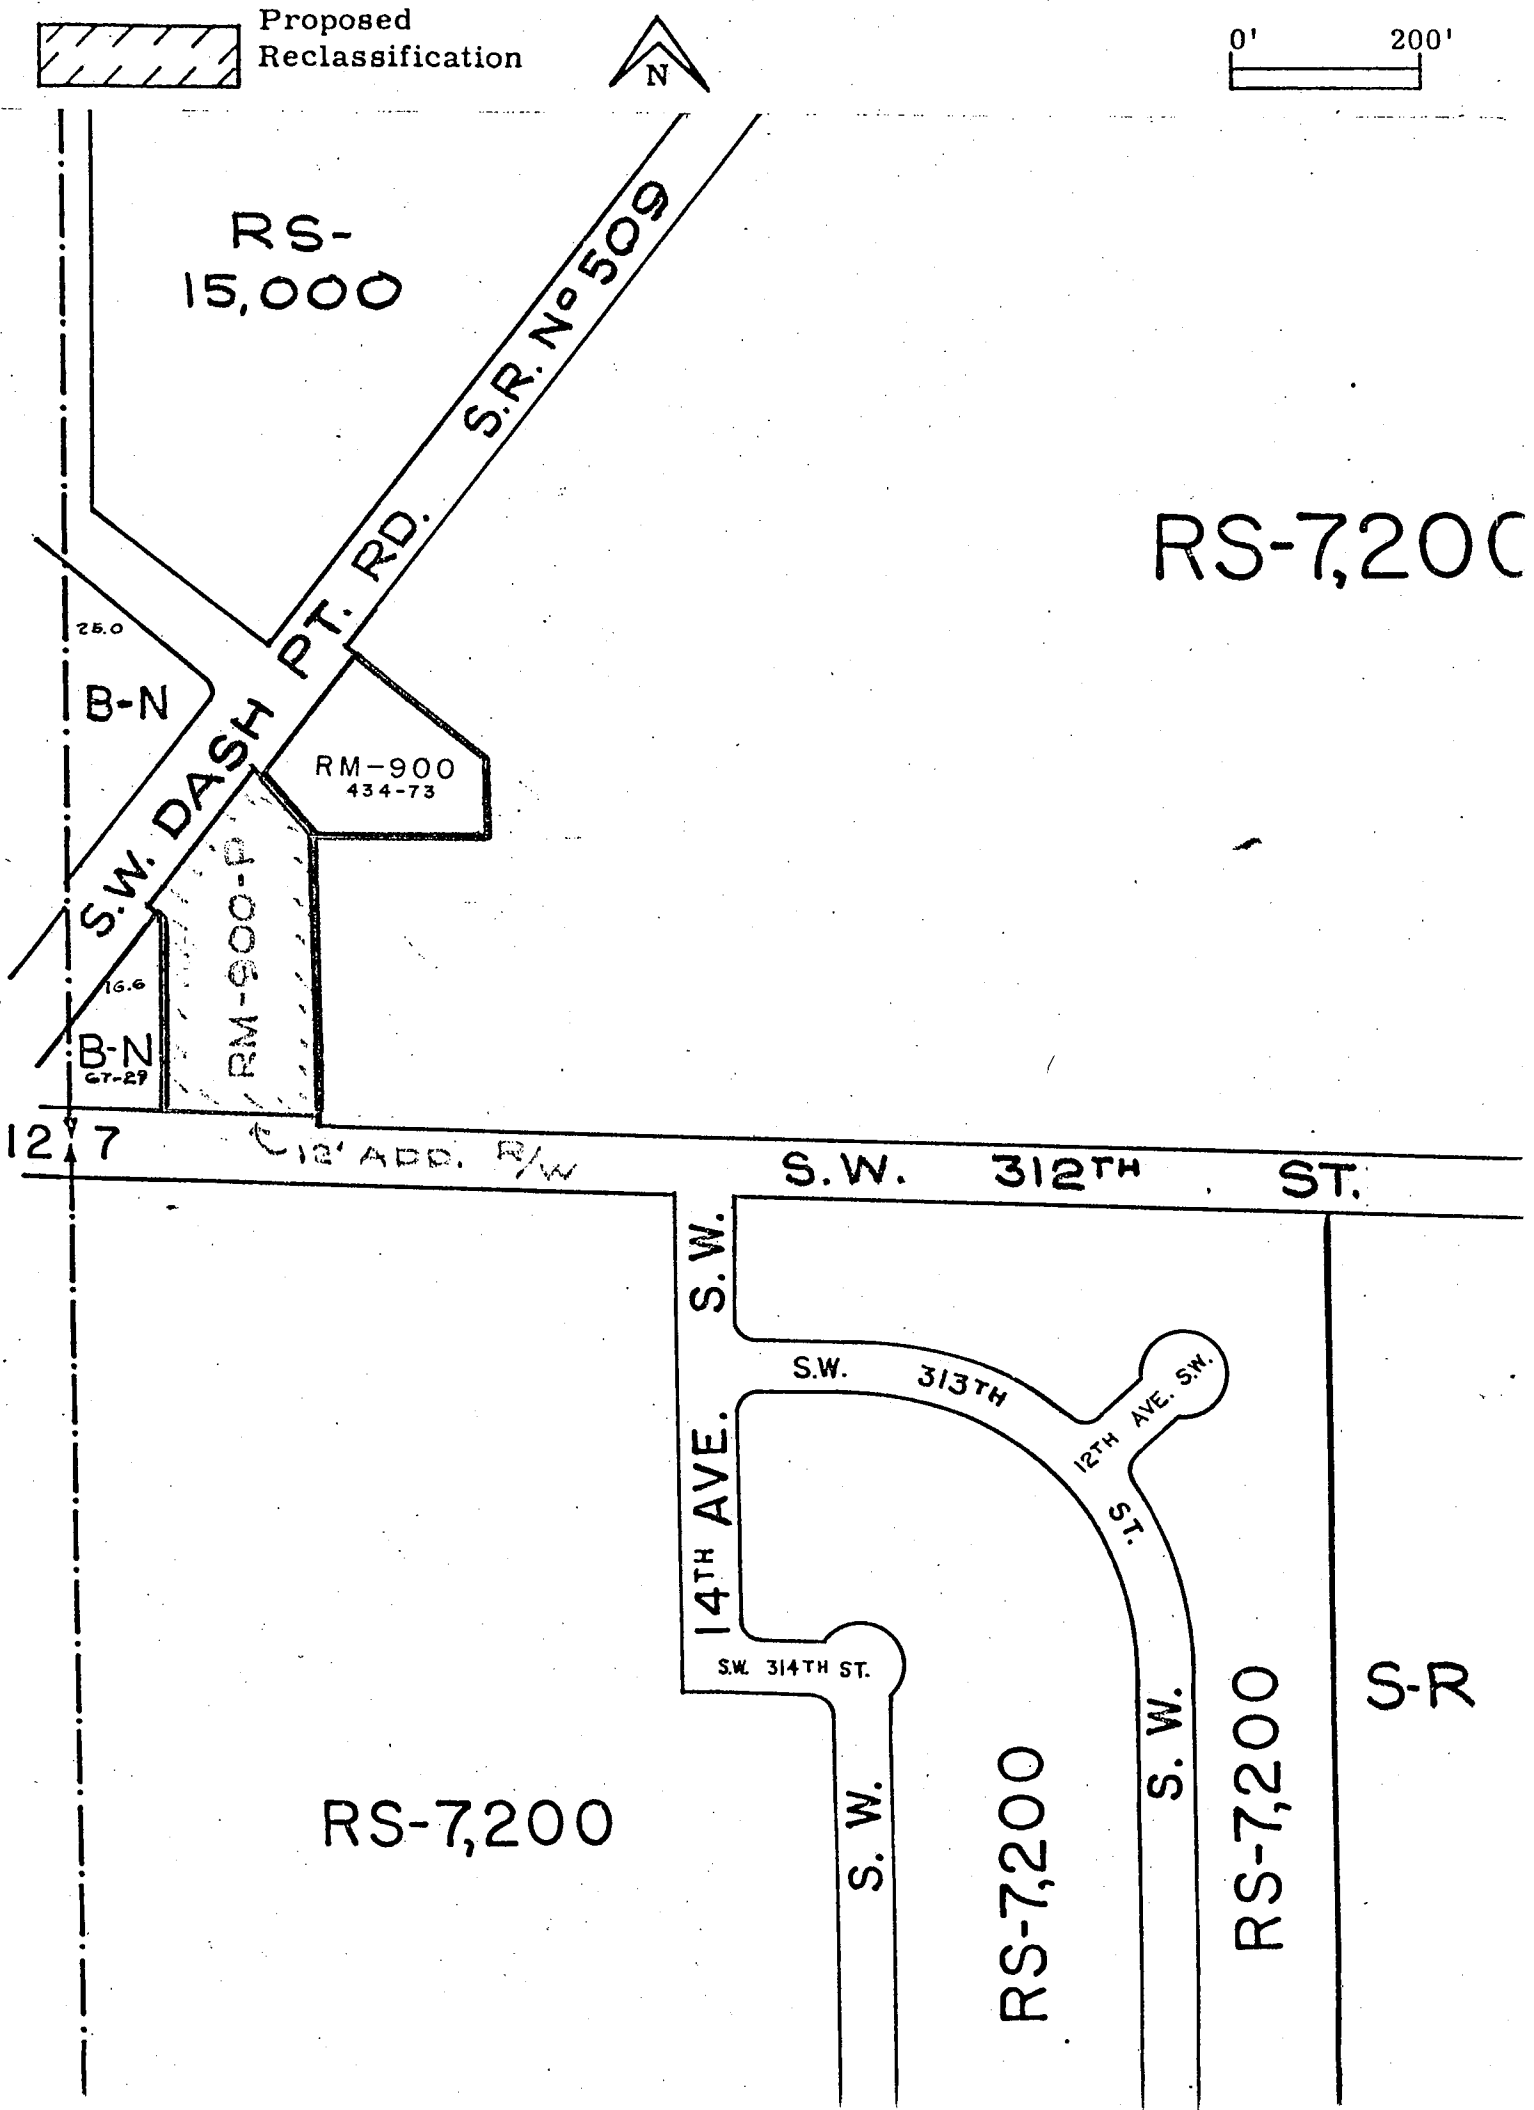 Proposed
Reclassification
N
0' 200'
RS-
15,000
S.W. DASH PT. RD. S.R. Nº 509
RS-7,200
25.0
B-N
RM-900
434-73
RM-900-P
16.6
B-N
67-29
12 7
12' ADD. R/W
S.W. 312TH ST.
14TH AVE. S.W.
S.W. 313TH ST.
12TH AVE. S.W.
S.W. 314TH ST.
S-R
RS-7,200
S.W.
RS-7,200
S.W.
RS-7,200